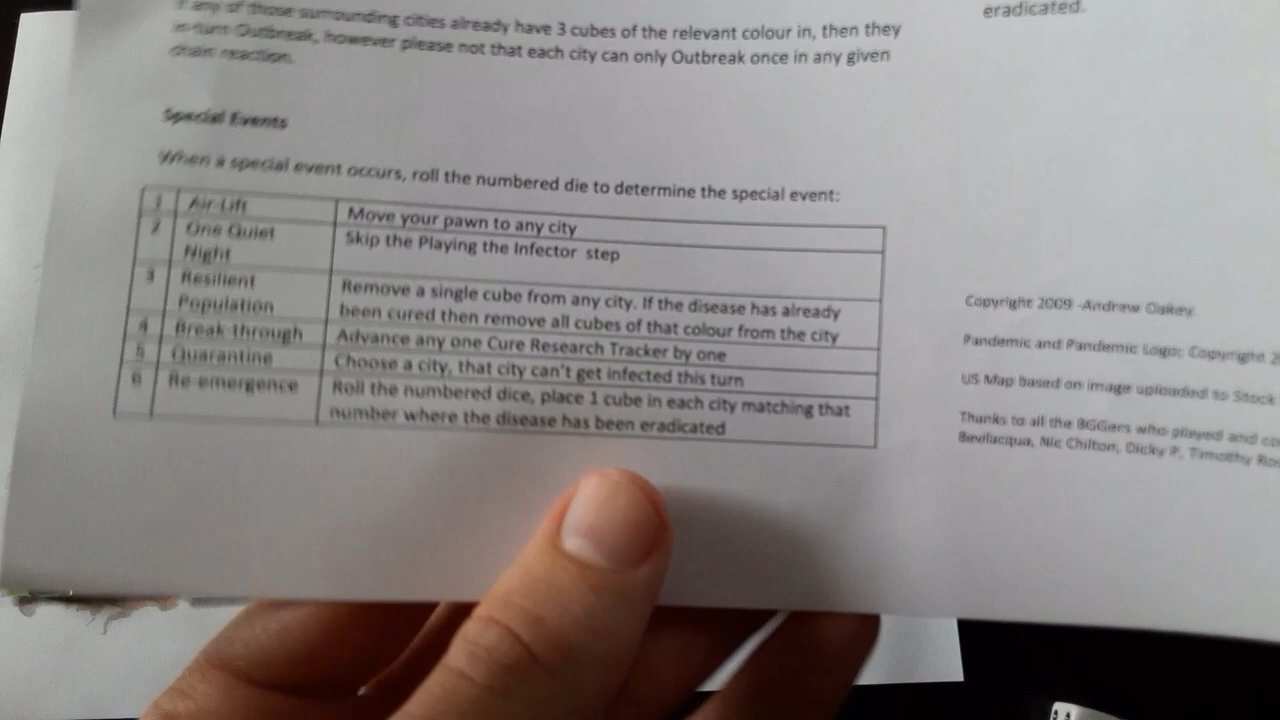 If any of those surrounding cities already have 3 cubes of the relevant colour in, then they
in turn Outbreak, however please not that each city can only Outbreak once in any given
chain reaction.
eradicated.
Special Events
When a special event occurs, roll the numbered die to determine the special event:
1 Air-Lift Move your pawn to any city
2 One Quiet Night Skip the Playing the Infector step
3 Resilient Population Remove a single cube from any city. If the disease has already
been cured then remove all cubes of that colour from the city
4 Break through Advance any one Cure Research Tracker by one
5 Quarantine Choose a city, that city can't get infected this turn
6 Re-emergence Roll the numbered dice, place 1 cube in each city matching that
number where the disease has been eradicated
Copyright 2009 -Andrew
Pandemic and Pandemic Logo; Copyright
US Map based on image uploaded to Stock
Thanks to all the BGGers who played and
Bevilacqua, Nic Chilton, Dicky P, Timothy